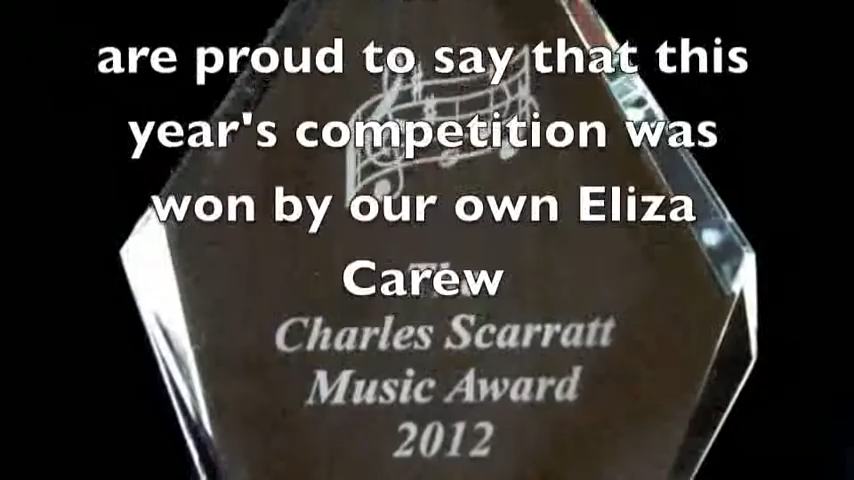 are proud to say that this
year's competition was
won by our own Eliza
Carew
The
Charles Scarratt
Music Award
2012